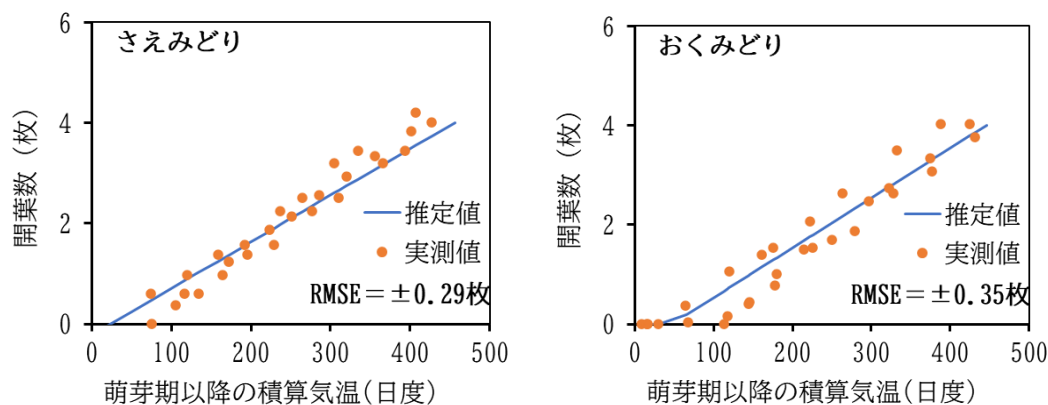 さえみどり
6
4
2
0
開葉数（枚）
推定値
実測値
RMSE＝±0.29枚
0 100 200 300 400 500
萌芽期以降の積算気温(日度)
おくみどり
6
4
2
0
開葉数（枚）
推定値
実測値
RMSE＝±0.35枚
0 100 200 300 400 500
萌芽期以降の積算気温(日度)